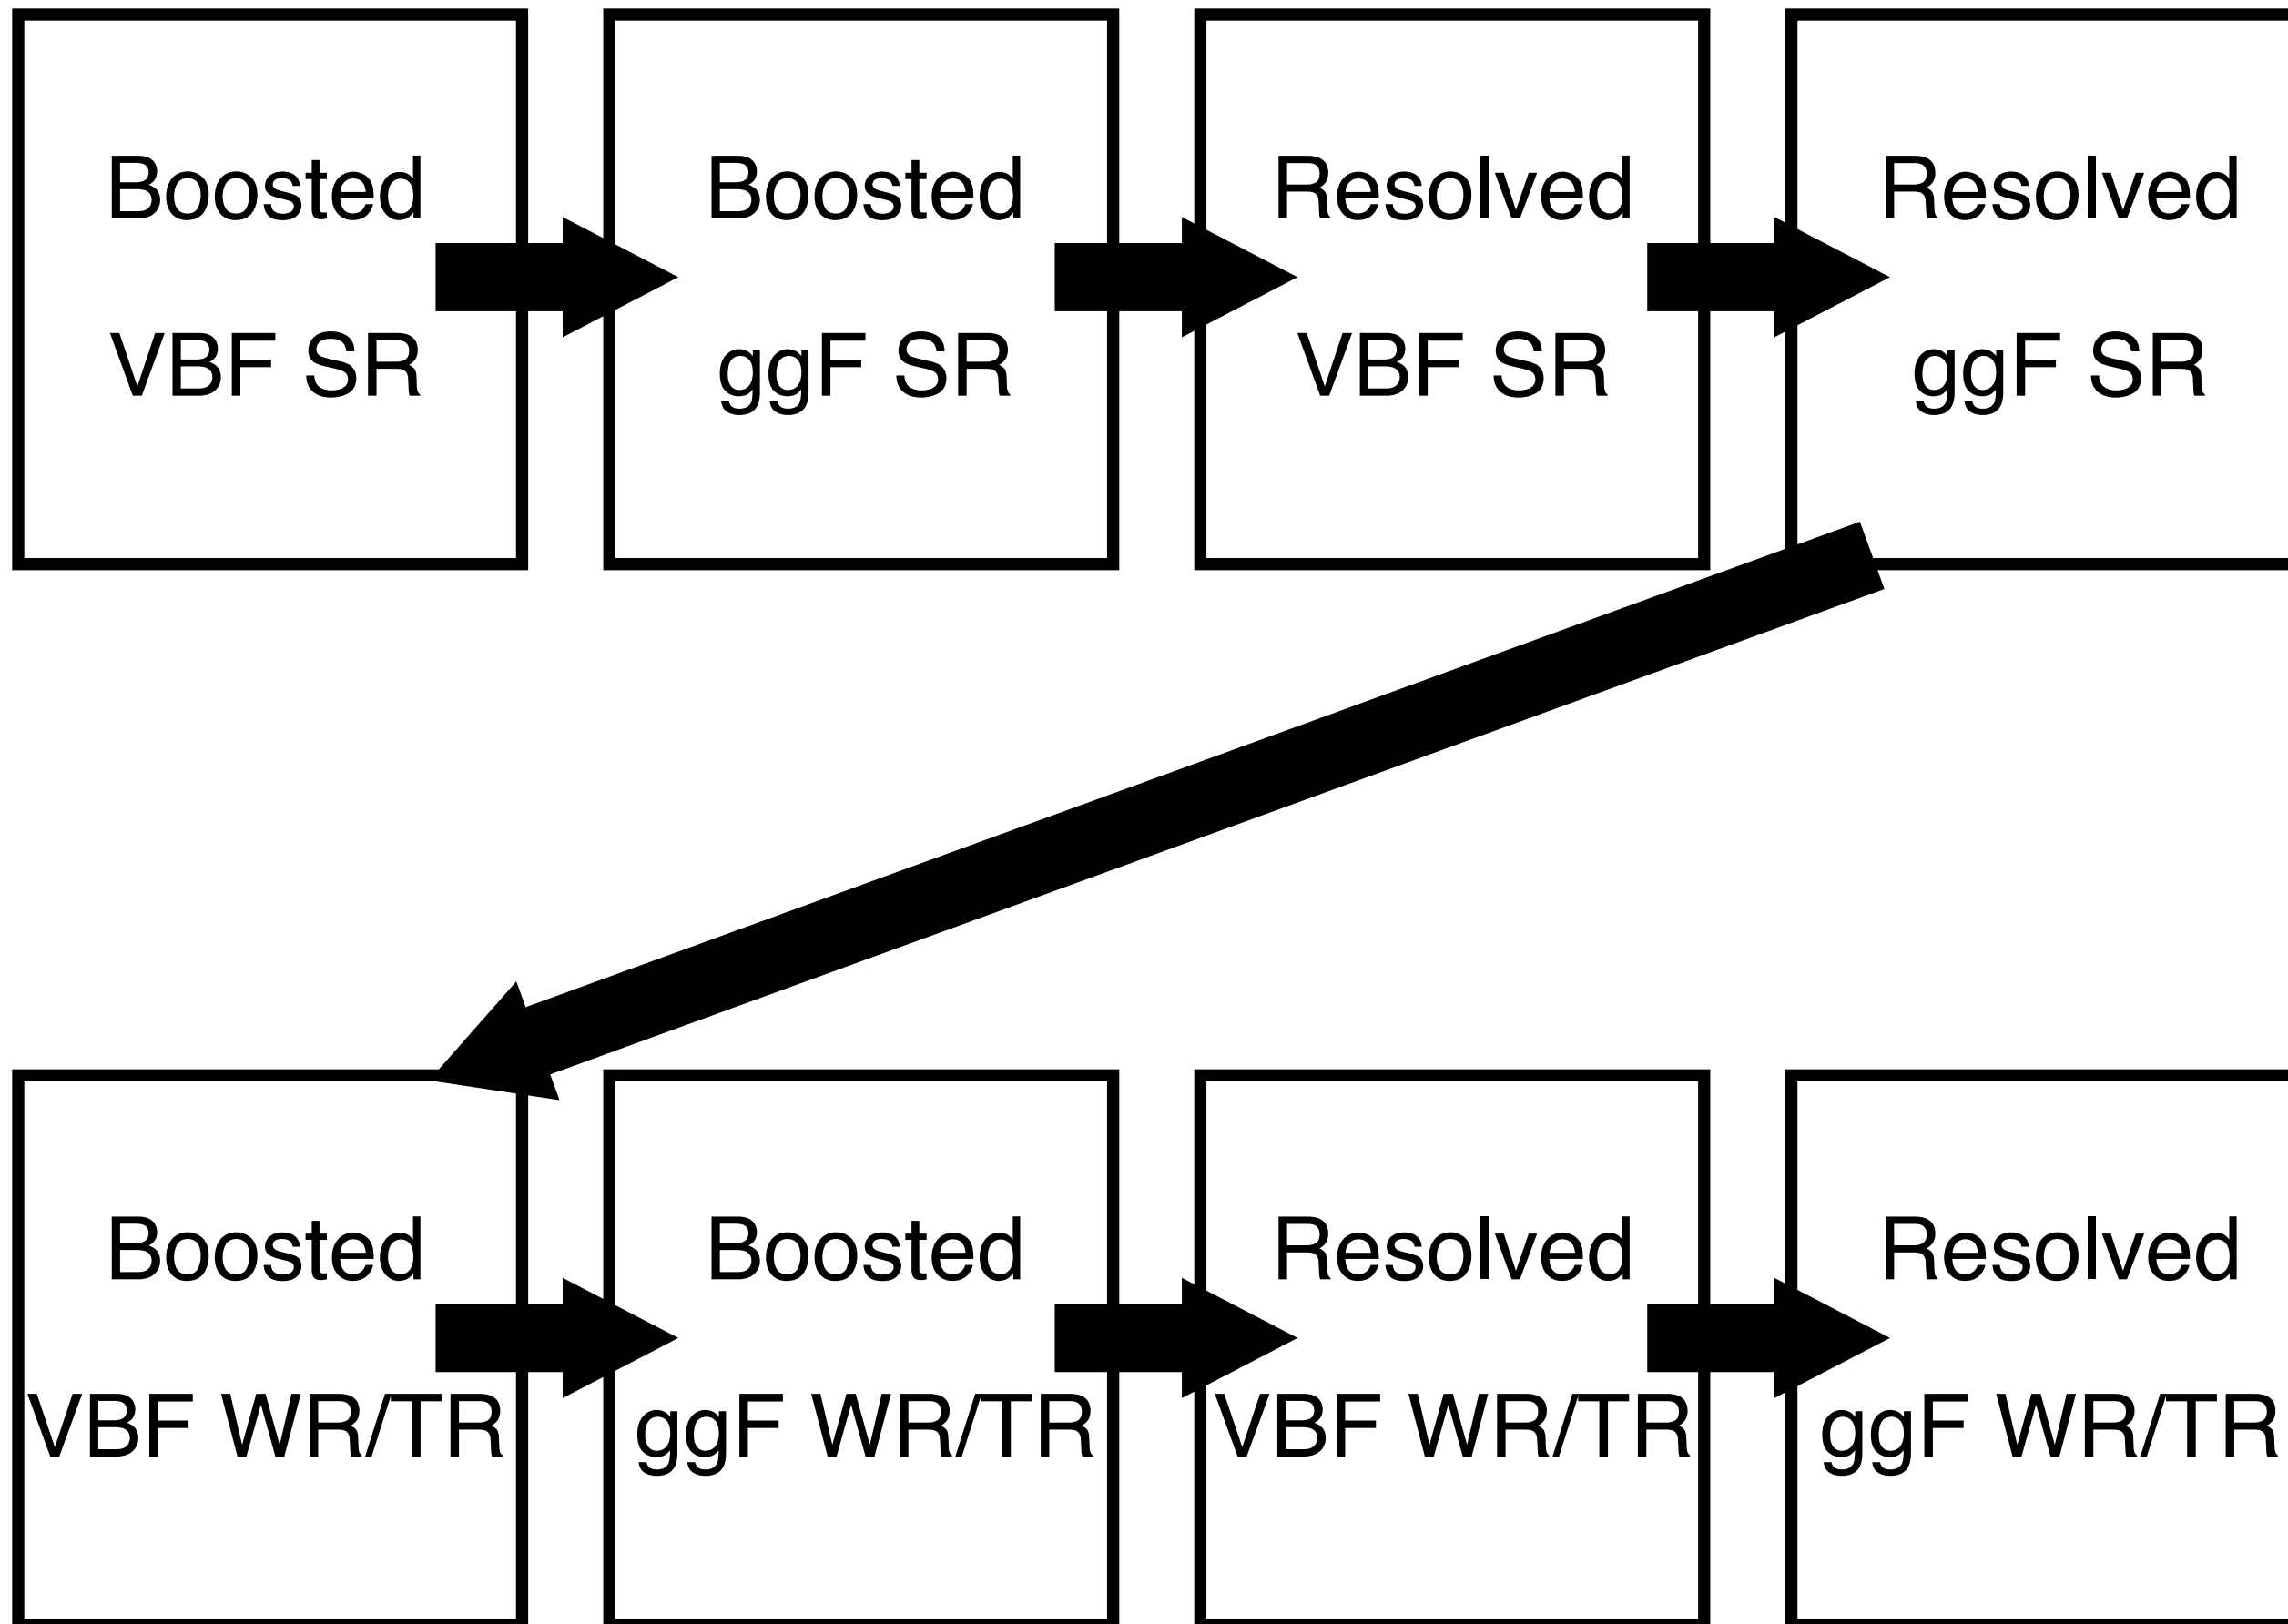 Boosted
VBF SR
Boosted
ggF SR
Resolved
VBF SR
Resolved
ggF SR
Boosted
VBF WR/TR
Boosted
ggF WR/TR
Resolved
VBF WR/TR
Resolved
ggF WR/TR